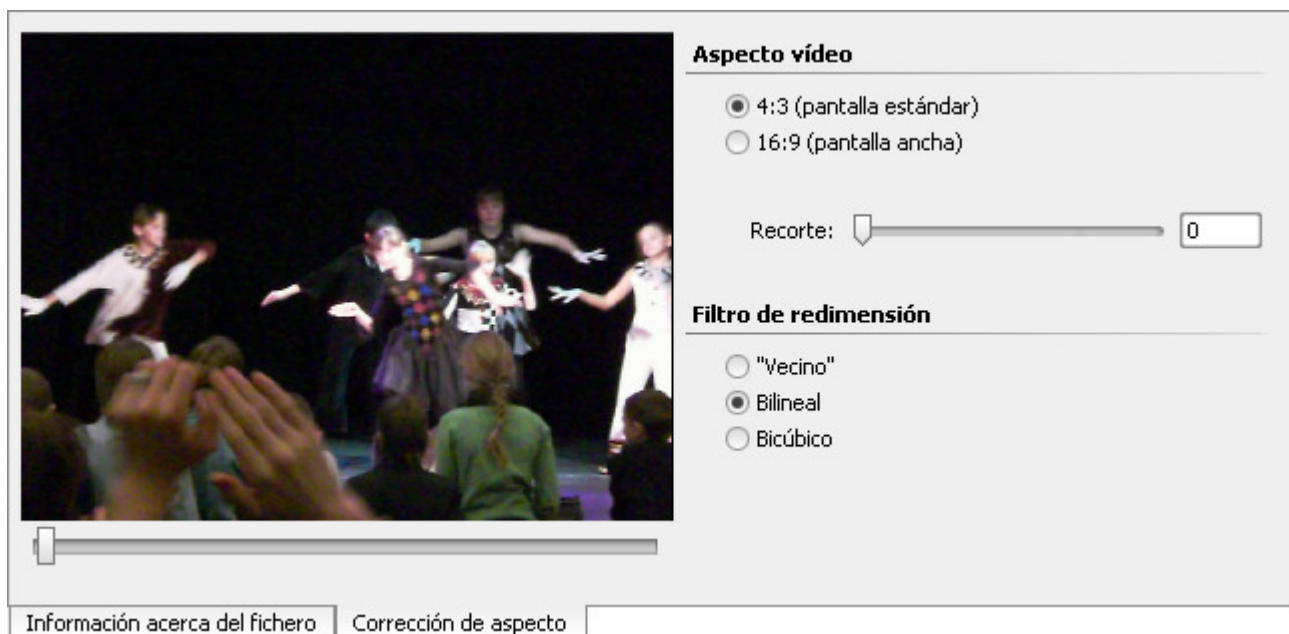 Aspecto vídeo
4:3 (pantalla estándar)
16:9 (pantalla ancha)
Recorte:
0
Filtro de redimensión
"Vecino"
Bilineal
Bicúbico
Información acerca del fichero
Corrección de aspecto